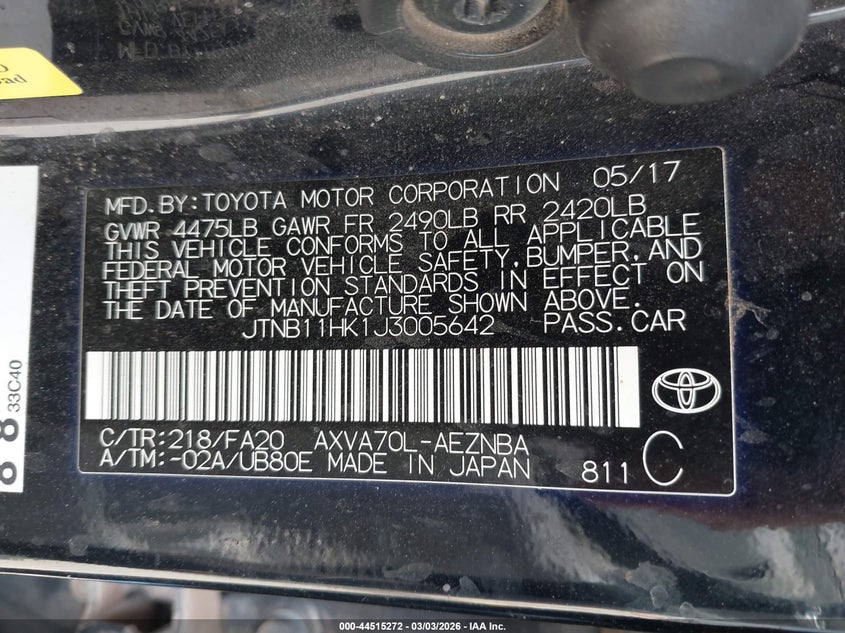 MFD.BY:TOYOTA MOTOR CORPORATION 05/17
GVWR 4475LB GAWR FR 2490LB RR 2420LB
THIS VEHICLE CONFORMS TO ALL APPLICABLE
FEDERAL MOTOR VEHICLE SAFETY,BUMPER,AND
THEFT PREVENTION STANDARDS IN EFFECT ON
THE DATE OF MANUFACTURE SHOWN ABOVE.
JTNB11HK1J3005642 PASS.CAR
C/TR:218/FA20 AXVA70L-AEZNBA
A/TM:-02A/UB80E MADE IN JAPAN 811 C
33C40
000-44515272 - 03/03/2026 - IAA Inc.